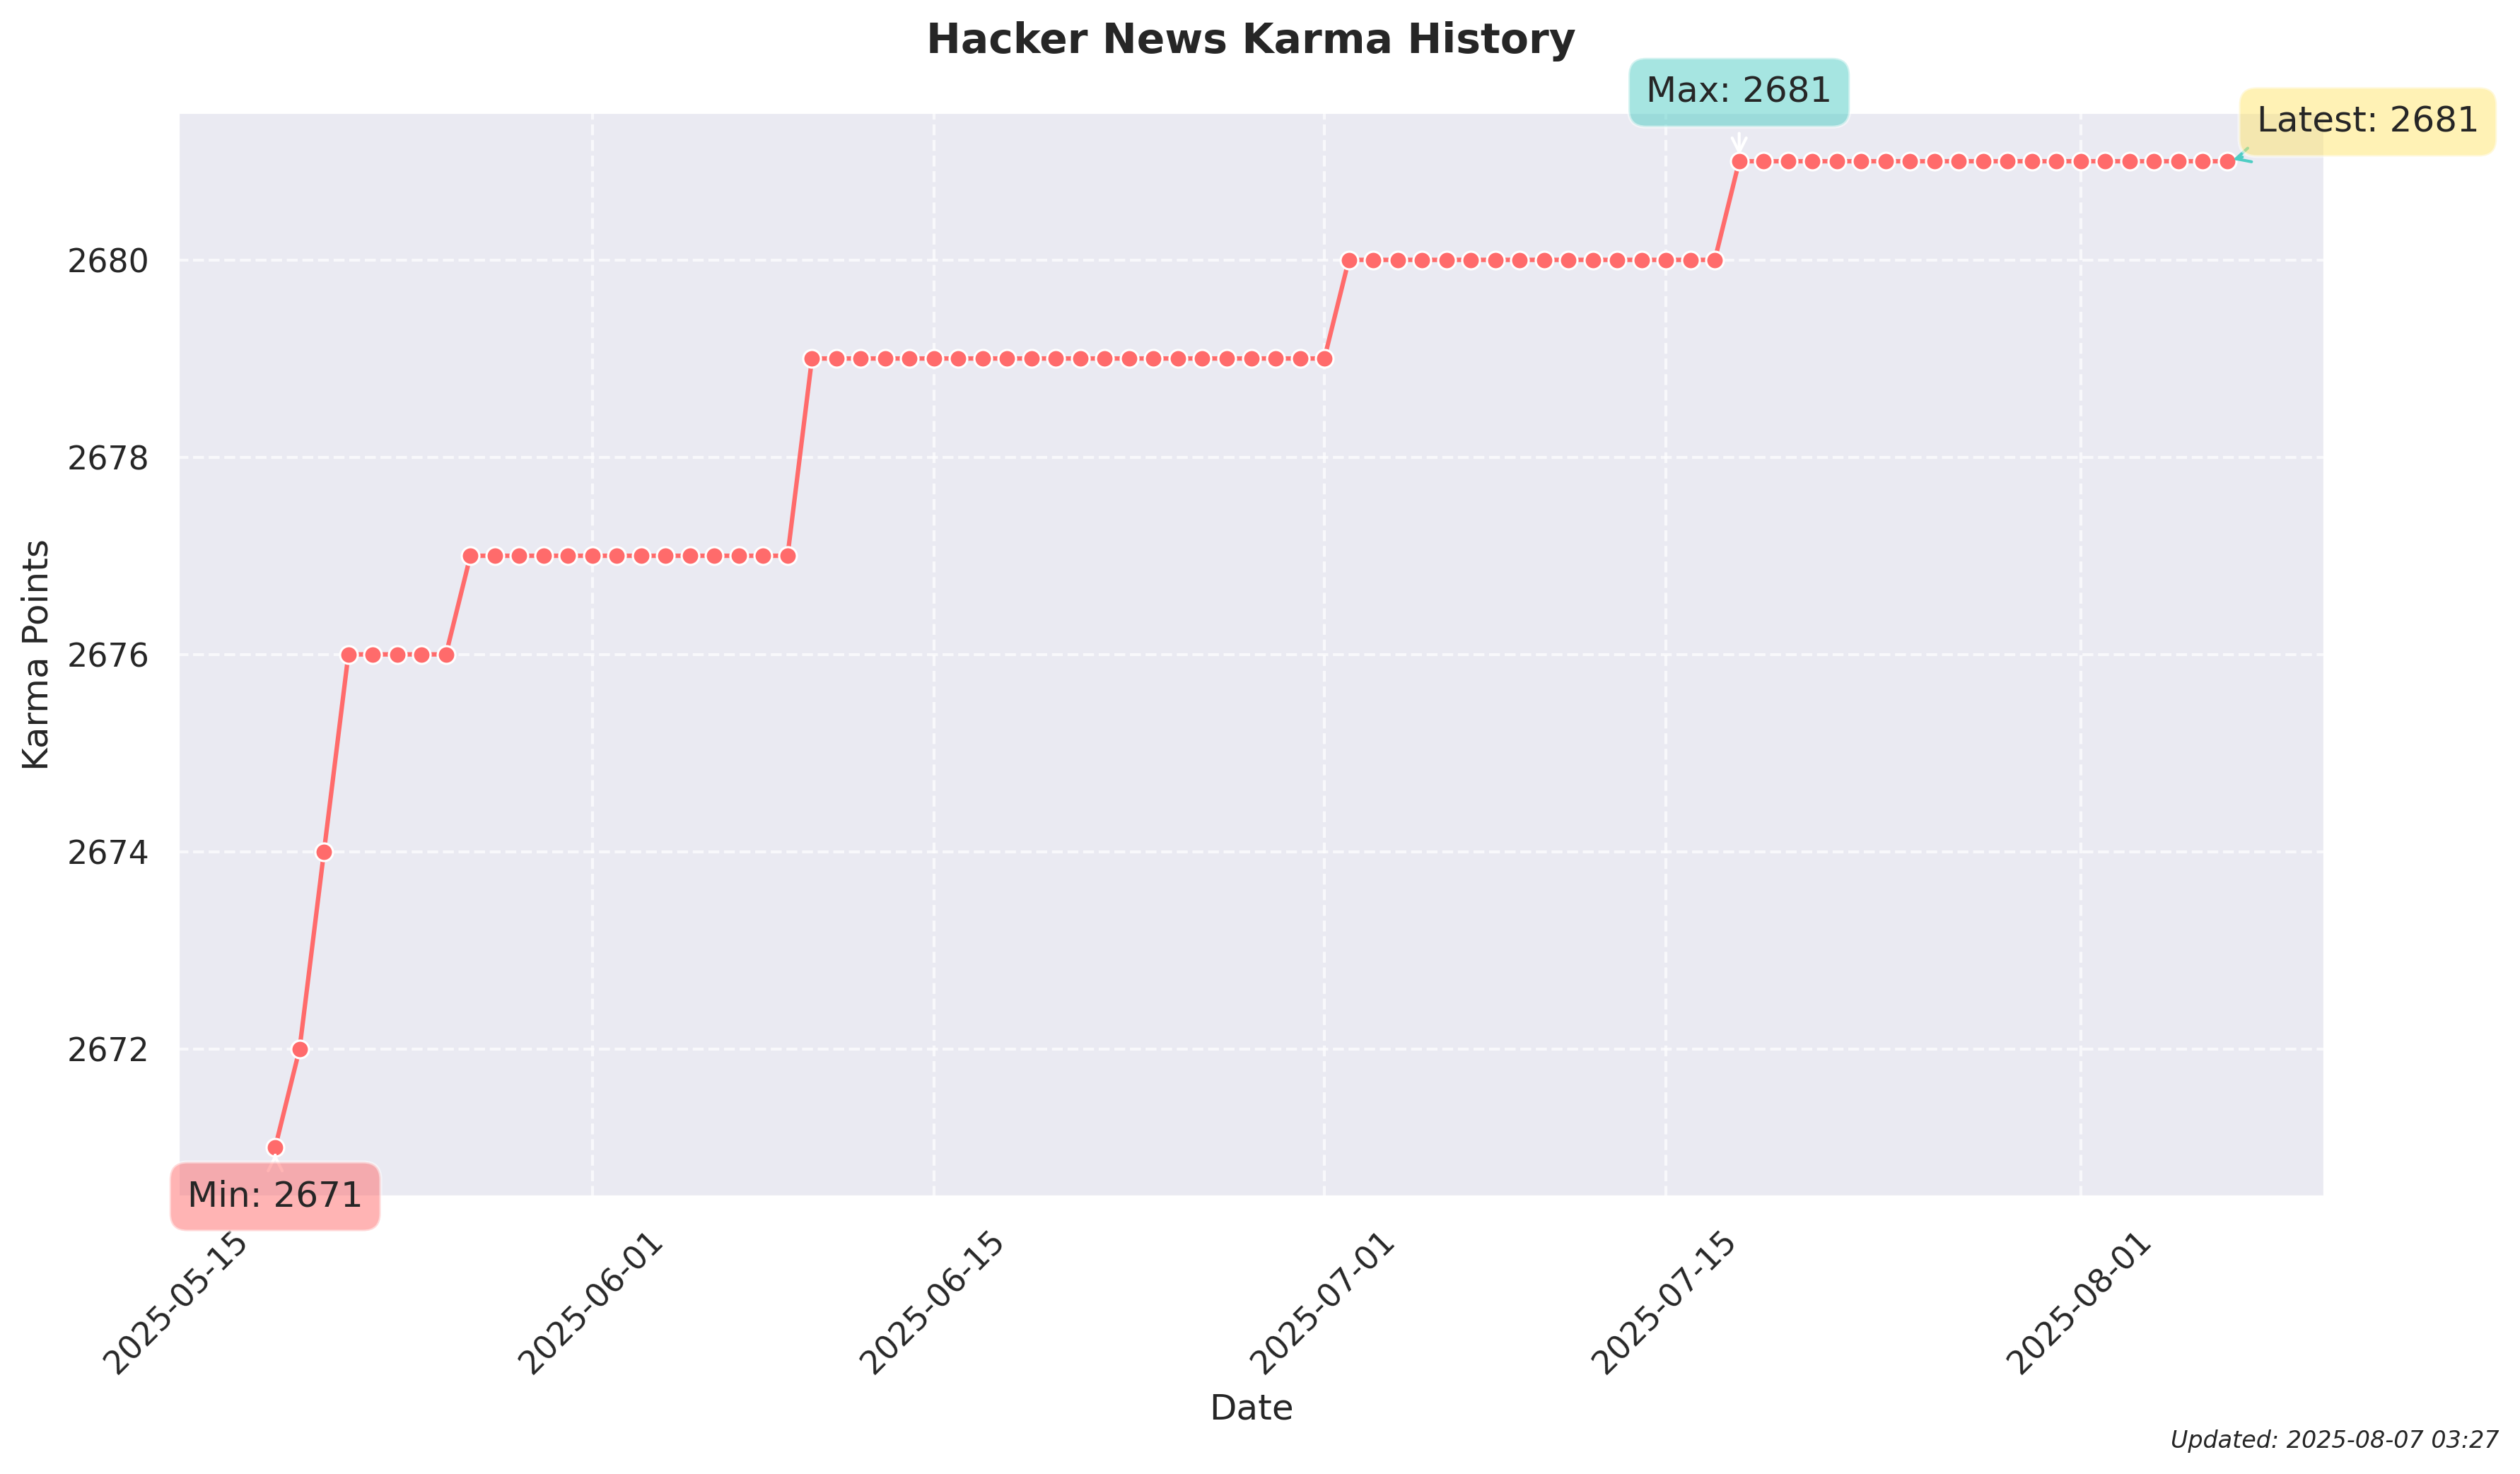 Hacker News Karma History
Max: 2681
Latest: 2681
2680
2678
2676
2674
2672
Karma Points
Min: 2671
2025-05-15
2025-06-01
2025-06-15
2025-07-01
2025-07-15
2025-08-01
Date
Updated: 2025-08-07 03:27